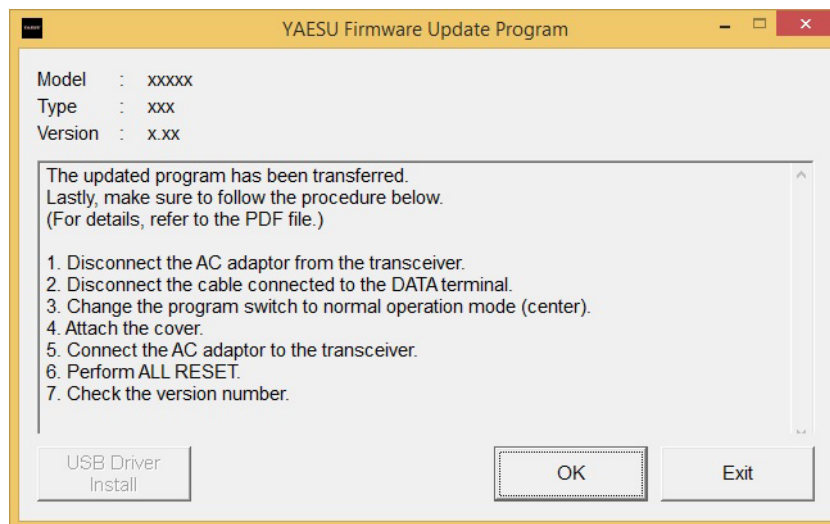 YAESU
YAESU Firmware Update Program
Model : xxxxx
Type : xxx
Version : x.xx
The updated program has been transferred.
Lastly, make sure to follow the procedure below.
(For details, refer to the PDF file.)
1. Disconnect the AC adaptor from the transceiver.
2. Disconnect the cable connected to the DATA terminal.
3. Change the program switch to normal operation mode (center).
4. Attach the cover.
5. Connect the AC adaptor to the transceiver.
6. Perform ALL RESET.
7. Check the version number.
USB Driver
Install
OK
Exit